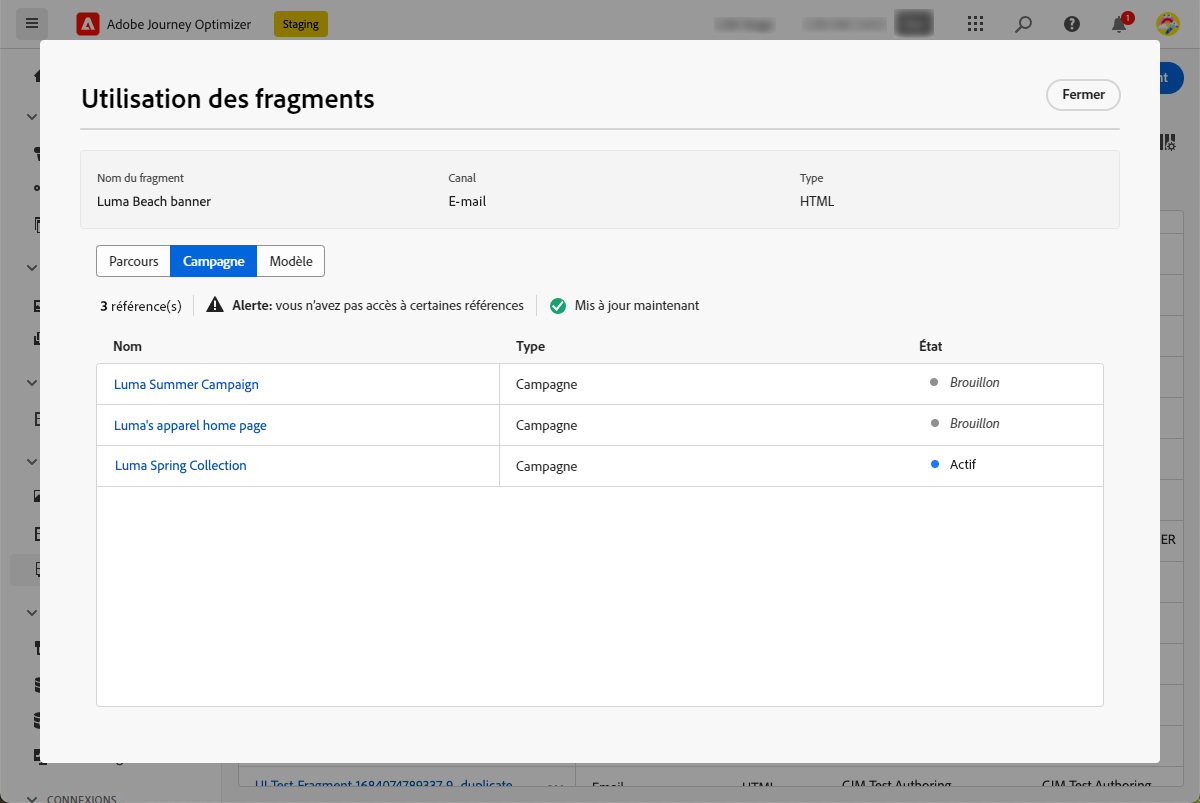 Adobe Journey Optimizer
Staging
1
Utilisation des fragments
Fermer
Nom du fragment
Canal
Type
Luma Beach banner
E-mail
HTML
Parcours
Campagne
Modèle
3 référence(s)
Alerte: vous n'avez pas accès à certaines références
Mis à jour maintenant
Nom
Type
État
Luma Summer Campaign
Campagne
Brouillon
Luma's apparel home page
Campagne
Brouillon
Luma Spring Collection
Campagne
Actif
ER
UI Test Fragment 1684074789337-9_duplicate
Email
HTML
CJM Test Authoring
CJM Test Authoring
CONNEXIONS